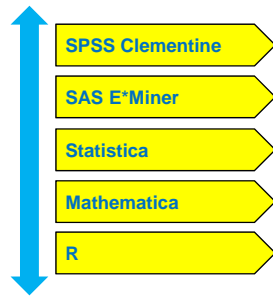 SPSS Clementine
SAS E*Miner
Statistica
Mathematica
R